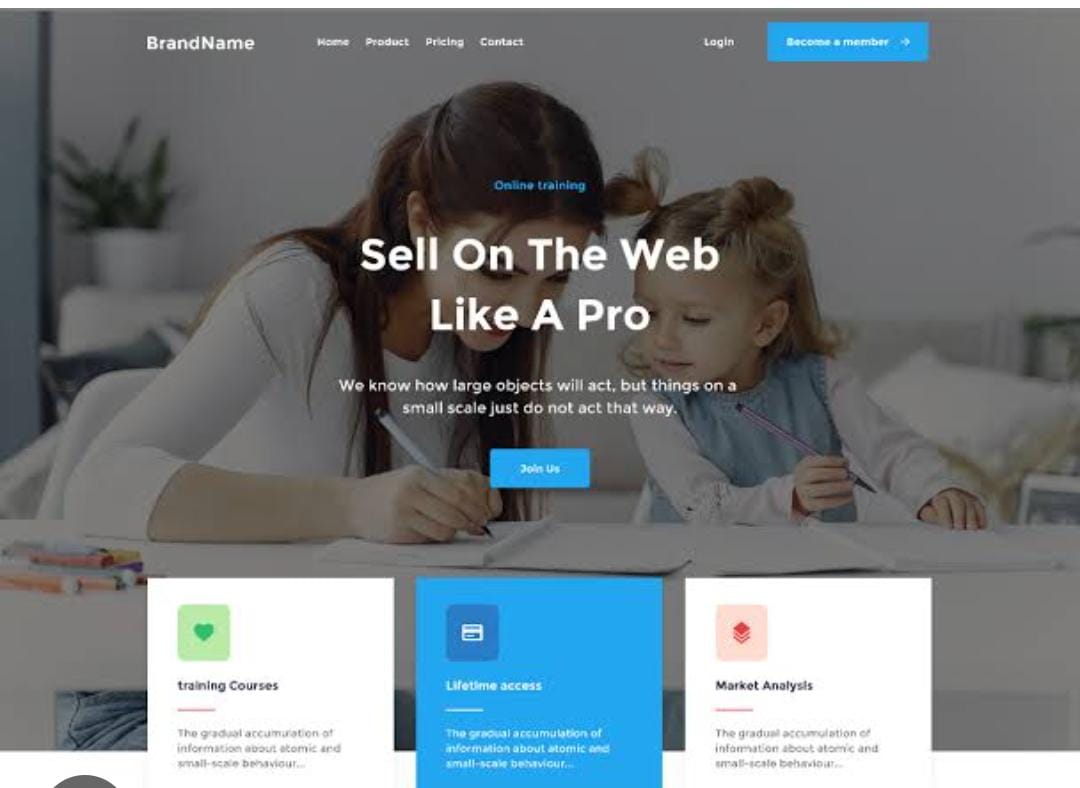 BrandName
Home Product Pricing Contact
Login
Become a member
Online training
Sell On The Web
Like A Pro
We know how large objects will act, but things on a
small scale just do not act that way.
Join Us
training Courses
The gradual accumulation of
information about atomic and
small-scale behaviour...
Lifetime access
The gradual accumulation of
information about atomic and
small-scale behaviour...
Market Analysis
The gradual accumulation of
information about atomic and
small-scale behaviour...